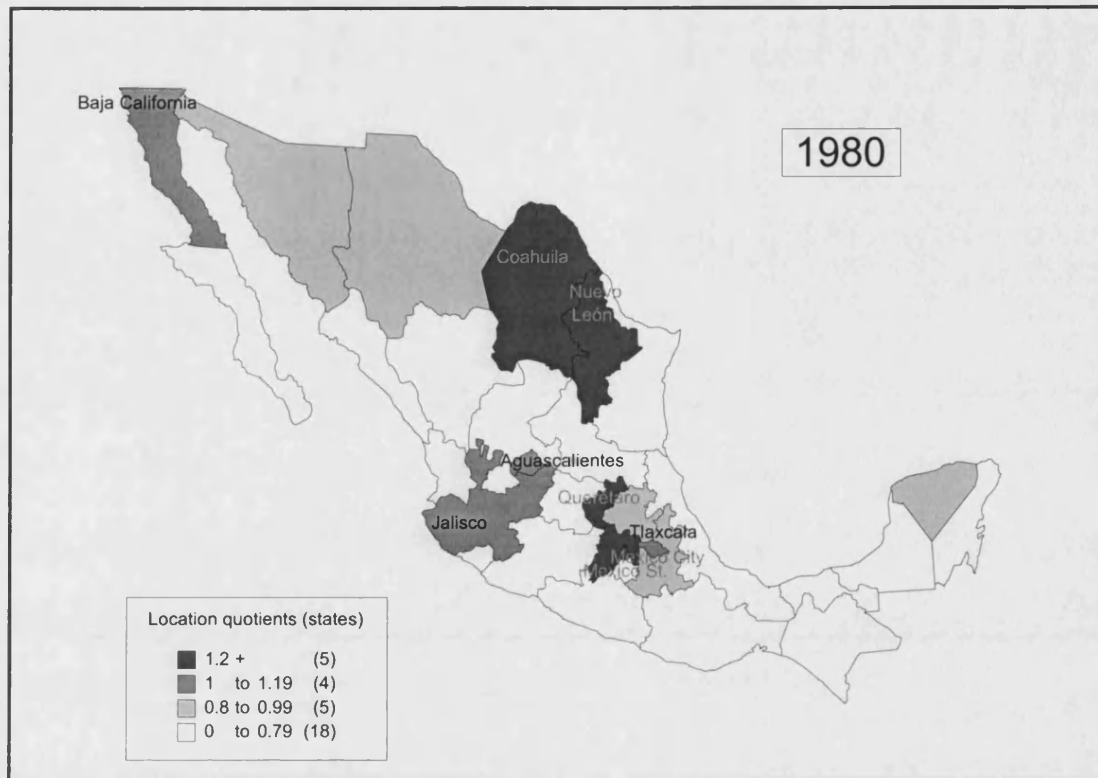 Baja California
1980
Coahuila
Nuevo
León
Aguascalientes
Querétaro
Jalisco
Tlaxcala
Mexico City
Mexico St.
Location quotients (states)
1.2 + (5)
1 to 1.19 (4)
0.8 to 0.99 (5)
0 to 0.79 (18)